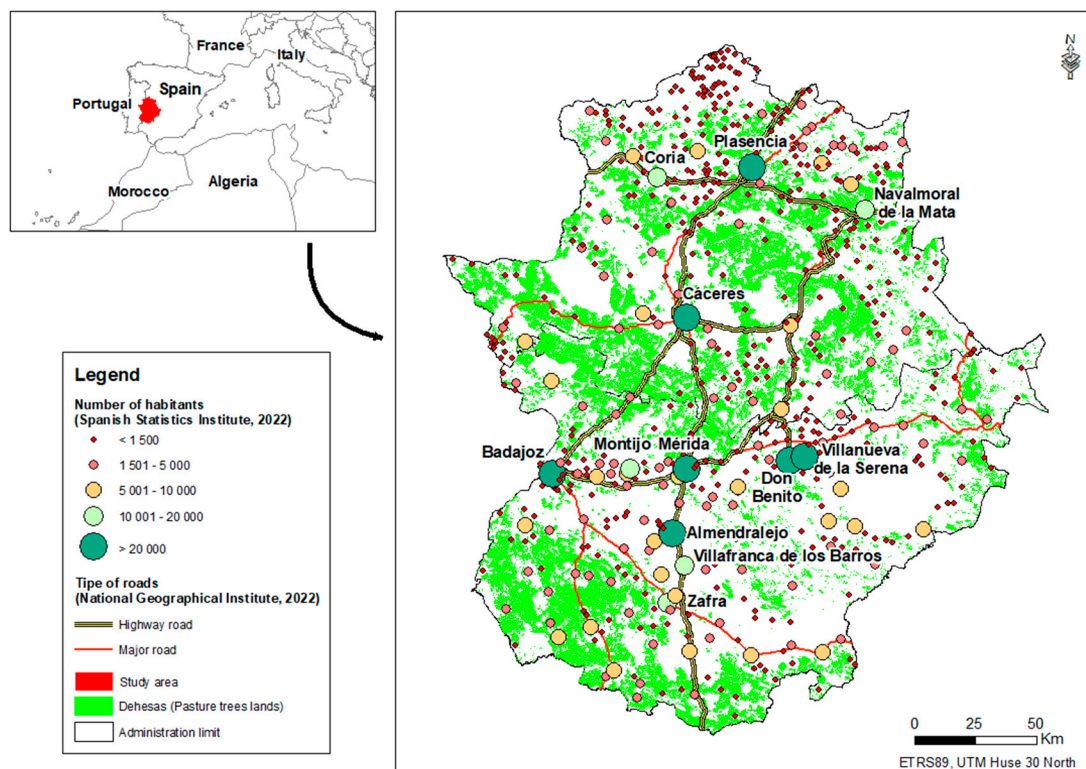 France
Italy
Spain
Portugal
Morocco
Algeria
N
Plasencia
Coria
Navalmoral
de la Mata
Cáceres
Badajoz
Montijo
Mérida
Villanueva
de la Serena
Don
Benito
Almendralejo
Villafranca de los Barros
Zafra
Legend
Number of habitants
(Spanish Statistics Institute, 2022)
< 1 500
1 501 - 5 000
5 001 - 10 000
10 001 - 20 000
> 20 000
Tipe of roads
(National Geographical Institute, 2022)
Highway road
Major road
Study area
Dehesas (Pasture trees lands)
Administration limit
0 25 50
Km
ETRS89, UTM Huse 30 North